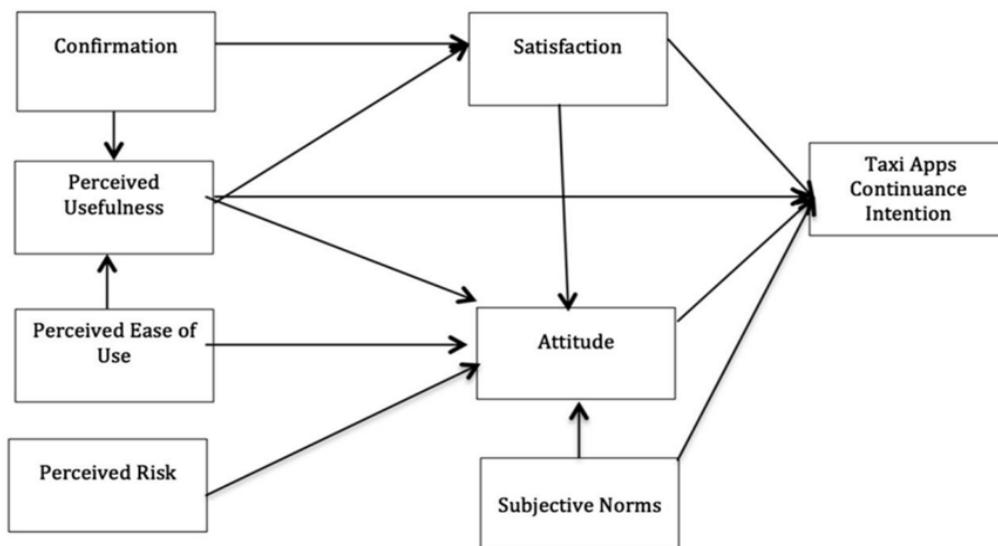 Confirmation
Satisfaction
Perceived
Usefulness
Taxi Apps
Continuance
Intention
Perceived Ease of
Use
Attitude
Perceived Risk
Subjective Norms